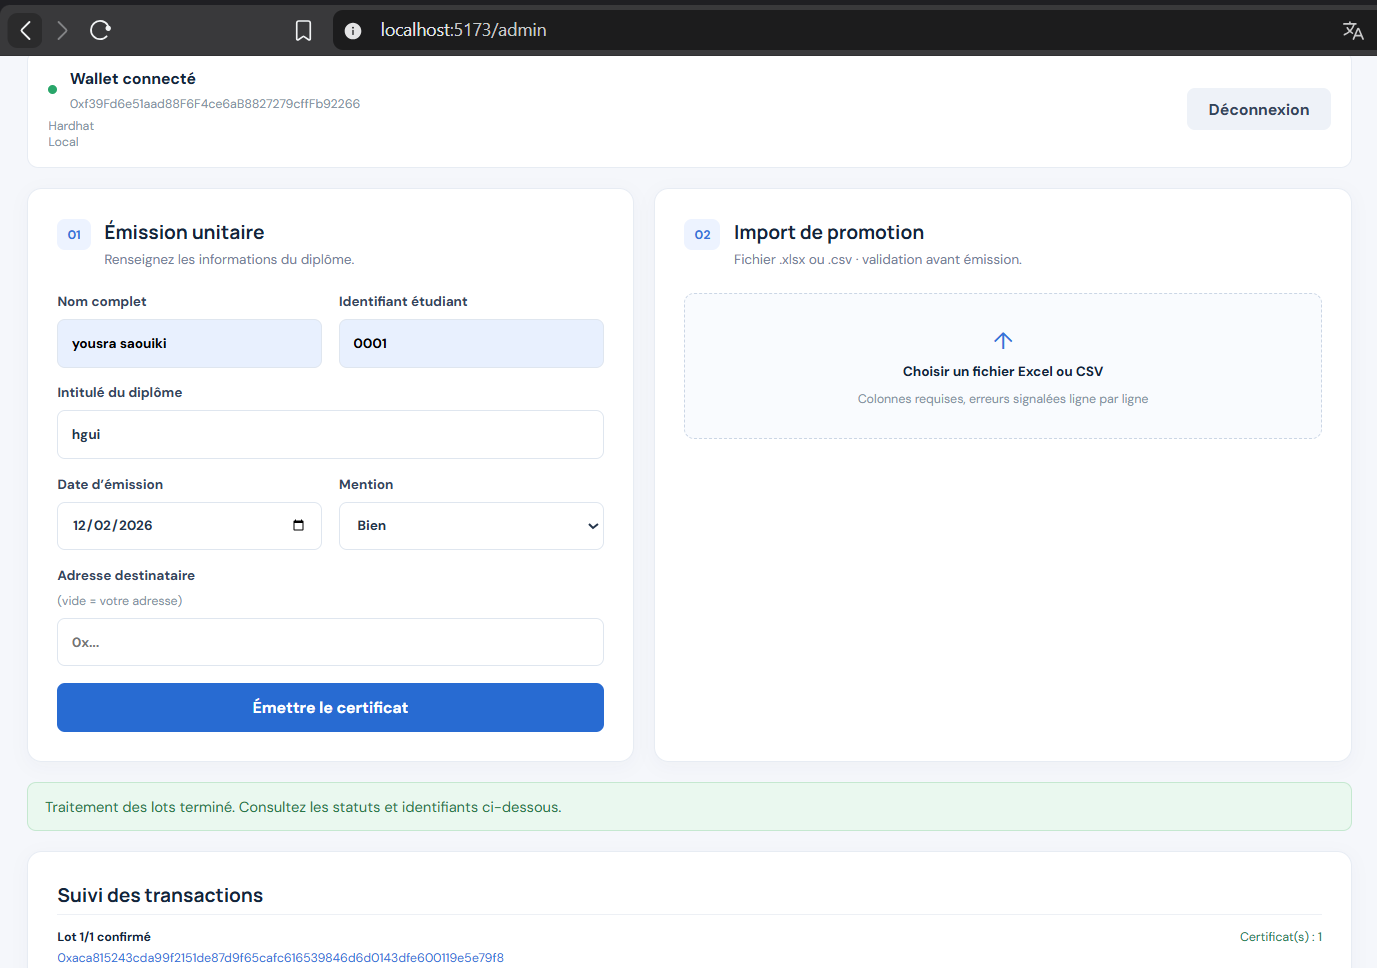 localhost:5173/admin
Wallet connecté
0xf39Fd6e51aad88F6F4ce6aB8827279cffFb92266
Hardhat
Local
Déconnexion
01
Émission unitaire
Renseignez les informations du diplôme.
Nom complet
Identifiant étudiant
yousra saouiki
0001
Intitulé du diplôme
hgui
Date d’émission
Mention
12/02/2026
Bien
Adresse destinataire
(vide = votre adresse)
0x...
Émettre le certificat
02
Import de promotion
Fichier .xlsx ou .csv · validation avant émission.
Choisir un fichier Excel ou CSV
Colonnes requises, erreurs signalées ligne par ligne
Traitement des lots terminé. Consultez les statuts et identifiants ci-dessous.
Suivi des transactions
Lot 1/1 confirmé
Certificat(s) : 1
0xaca815243cda99f2151de87d9f65cafc616539846d6d0143dfe600119e5e79f8